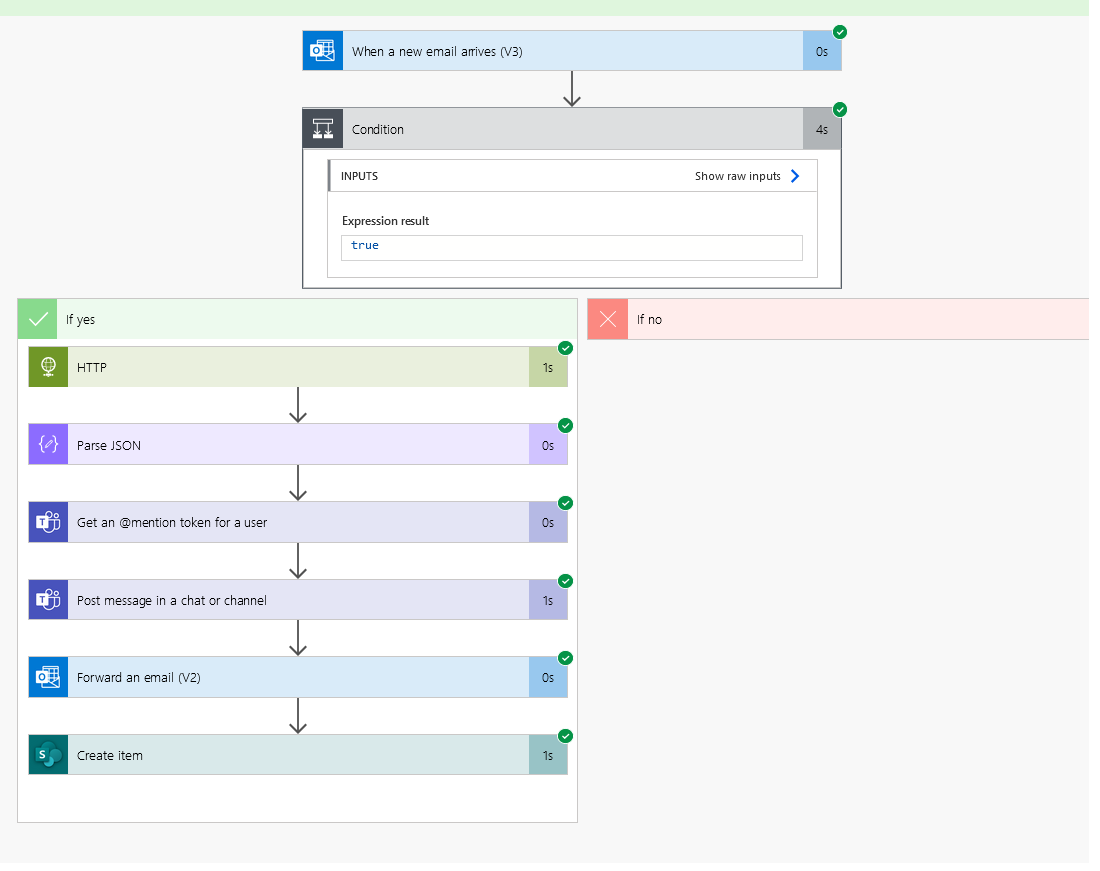 When a new email arrives (V3) 0s
Condition 4s
INPUTS Show raw inputs
Expression result
true
If yes
If no
HTTP 1s
Parse JSON 0s
Get an @mention token for a user 0s
Post message in a chat or channel 1s
Forward an email (V2) 0s
Create item 1s